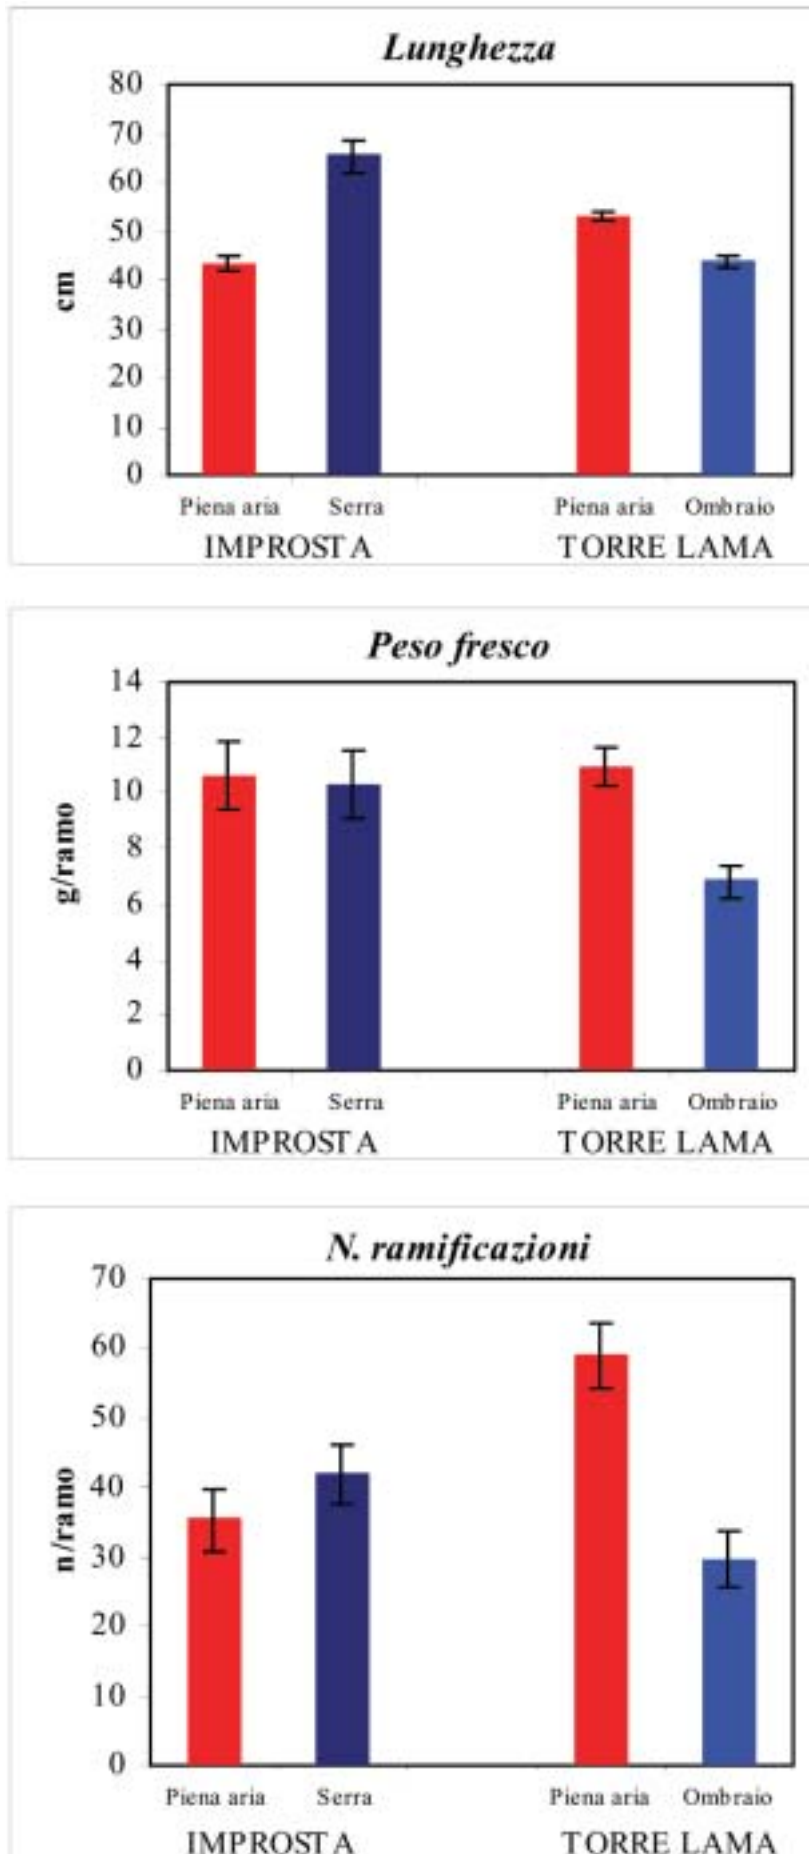 Lunghezza
80
70
60
50
40
30
20
10
0
cm
Piena aria Serra Piena aria Ombraio
IMPROSTA TORRE LAMA
Peso fresco
14
12
10
8
6
4
2
0
g/ramo
Piena aria Serra Piena aria Ombraio
IMPROSTA TORRE LAMA
N. ramificazioni
70
60
50
40
30
20
10
0
n/ramo
Piena aria Serra Piena aria Ombraio
IMPROSTA TORRE LAMA